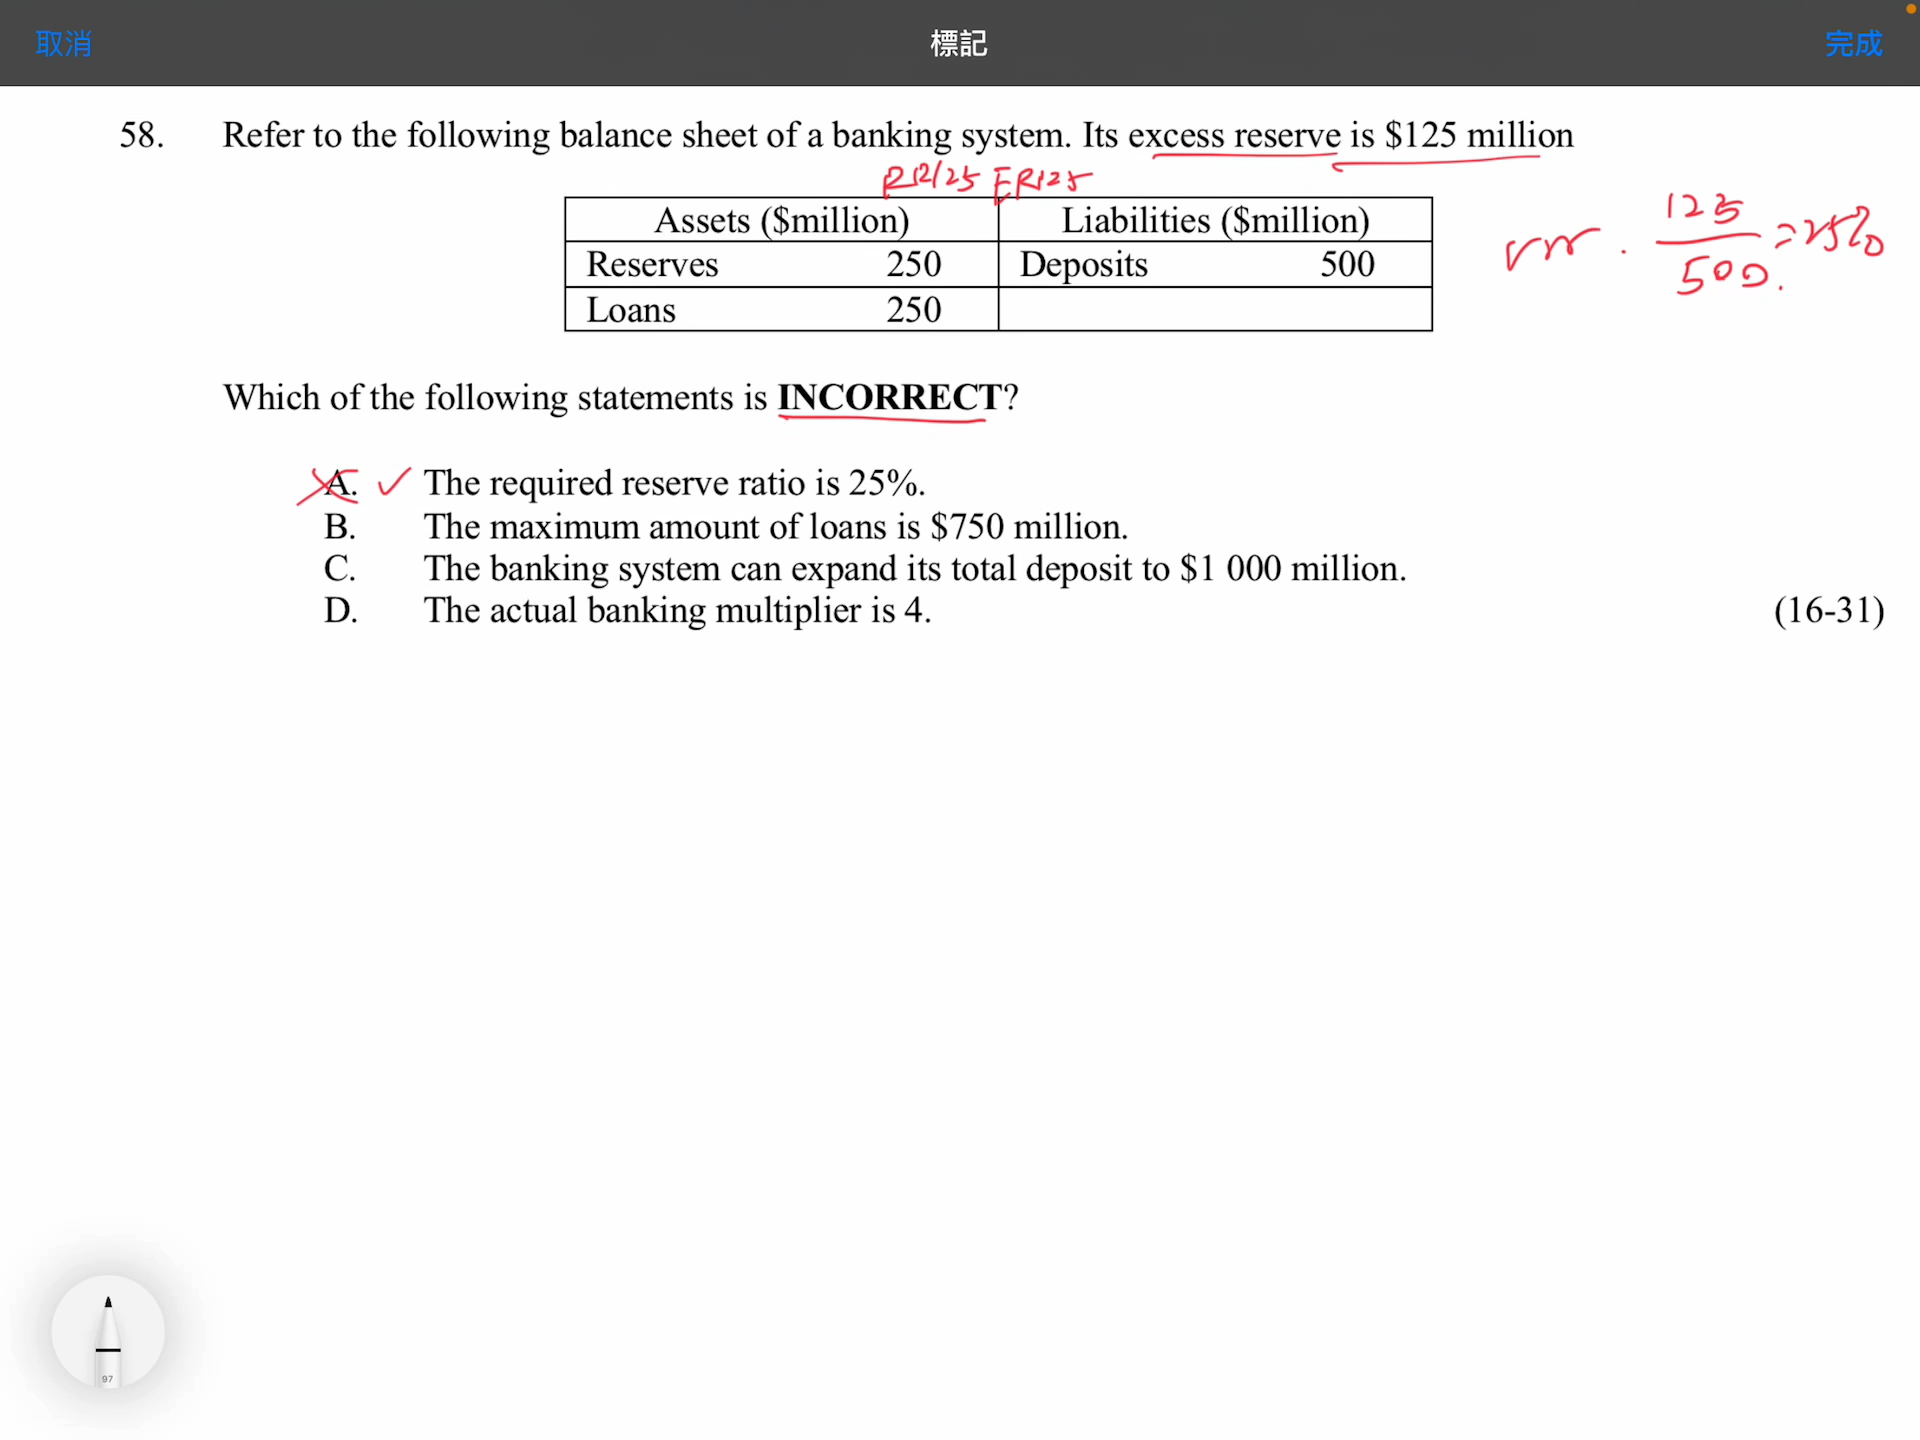 取消 標記 完成
58. Refer to the following balance sheet of a banking system. Its excess reserve is $125 million
ER125
Assets ($million) Liabilities ($million)
Reserves 250 Deposits 500
Loans 250
rrr. 125/500. =25%
Which of the following statements is INCORRECT?
A. ✓ The required reserve ratio is 25%.
B. The maximum amount of loans is $750 million.
C. The banking system can expand its total deposit to $1 000 million.
D. The actual banking multiplier is 4. (16-31)
97